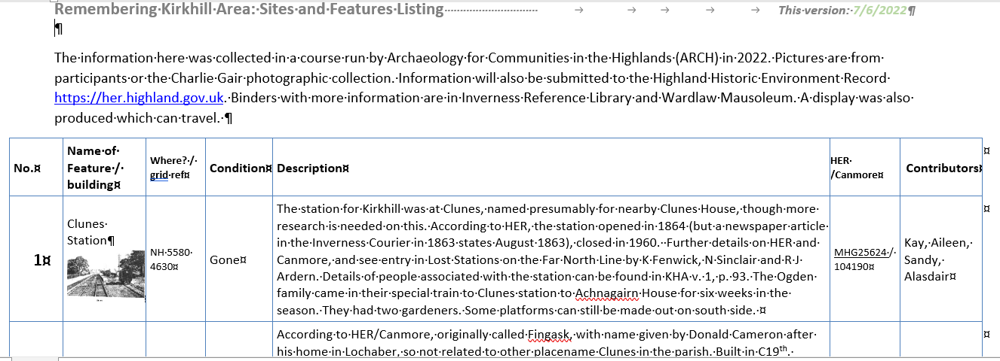 Remembering Kirkhill Area: Sites and Features Listing This version: 7/6/2022
The information here was collected in a course run by Archaeology for Communities in the Highlands (ARCH) in 2022. Pictures are from
participants or the Charlie Gair photographic collection. Information will also be submitted to the Highland Historic Environment Record
https://her.highland.gov.uk. Binders with more information are in Inverness Reference Library and Wardlaw Mausoleum. A display was also
produced which can travel.
No.
Name of
Feature /
building
Where? /
grid ref
Condition
Description
HER
/Canmore
Contributors
1
Clunes
Station
NH 5580
4630
Gone
The station for Kirkhill was at Clunes, named presumably for nearby Clunes House, though more
research is needed on this. According to HER, the station opened in 1864 (but a newspaper article
in the Inverness Courier in 1863 states August 1863), closed in 1960. Further details on HER and
Canmore, and see entry in Lost Stations on the Far North Line by K Fenwick, N Sinclair and R J
Ardern. Details of people associated with the station can be found in KHA v. 1, p. 93. The Ogden
family came in their special train to Clunes station to Achnagairn House for six weeks in the
season. They had two gardeners. Some platforms can still be made out on south side.
MHG25624 /
104190
Kay, Aileen,
Sandy,
Alasdair
According to HER/Canmore, originally called Fingask, with name given by Donald Cameron after
his home in Lochaber, so not related to other placename Clunes in the parish. Built in C19th.